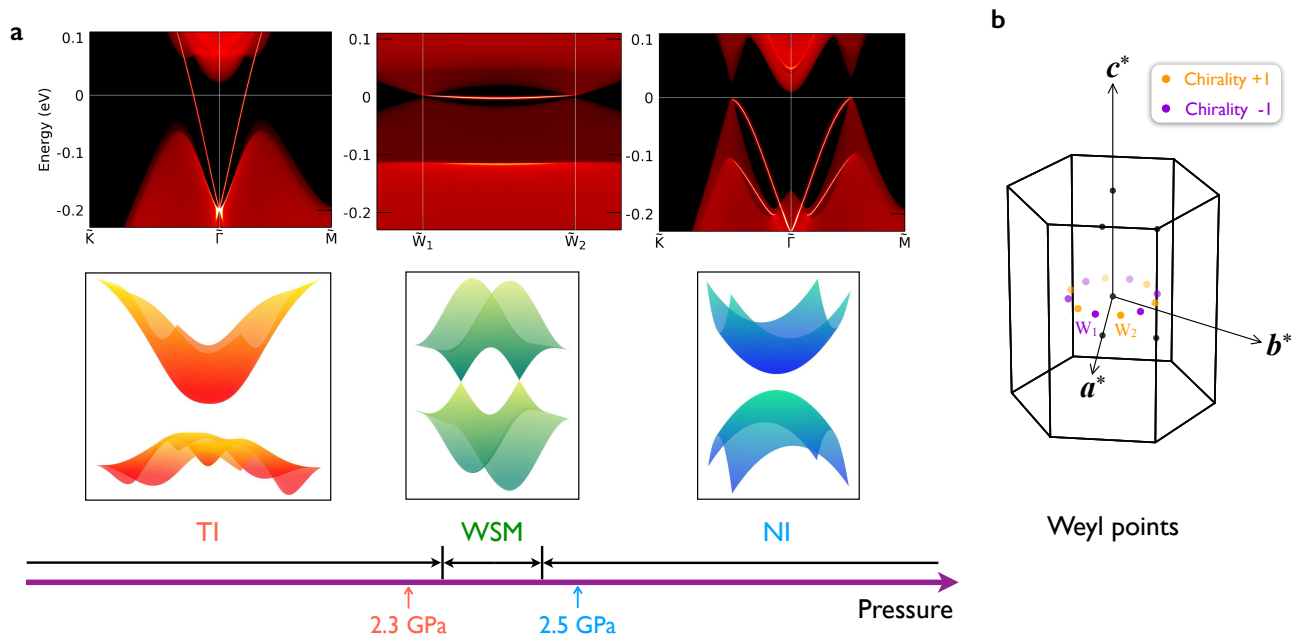 a
0.1
0
-0.1
-0.2
Energy (eV)
K̃
Γ̃
M̃
0.1
0
-0.1
-0.2
W̃₁
W̃₂
0.1
0
-0.1
-0.2
K̃
Γ̃
M̃
TI
WSM
NI
2.3 GPa
2.5 GPa
Pressure
b
c*
Chirality +1
Chirality -1
W₁
W₂
b*
a*
Weyl points